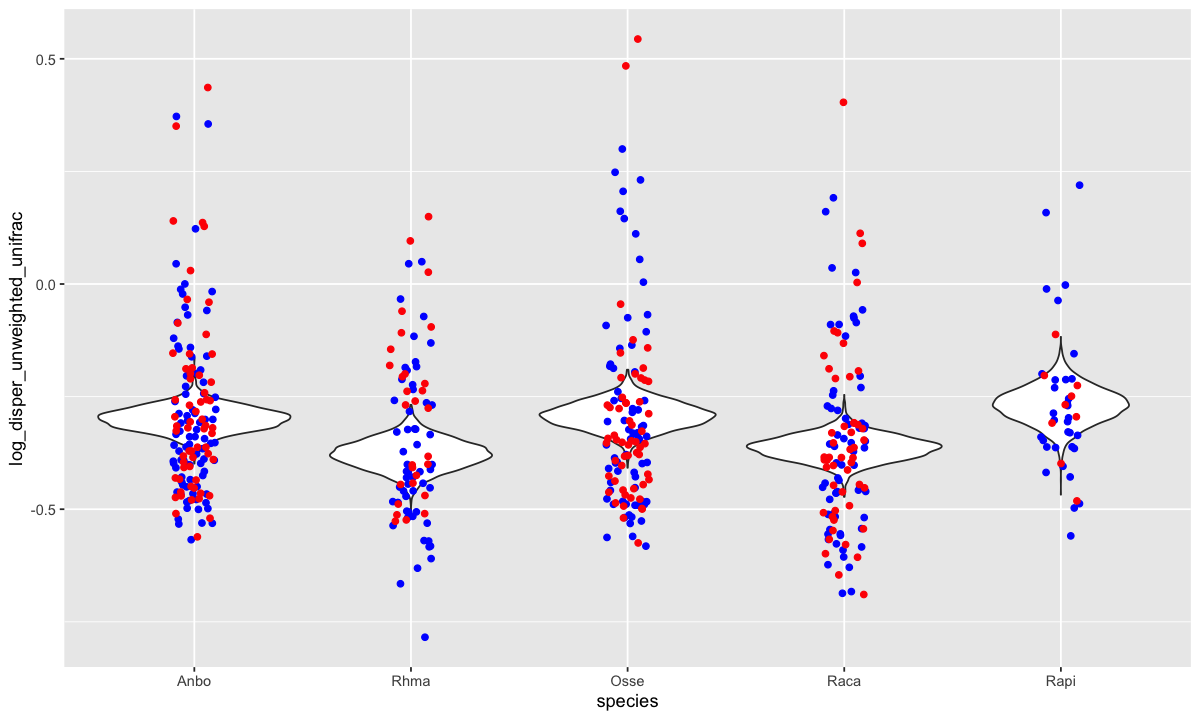 log_disper_unweighted_unifrac
0.5
0.0
-0.5
Anbo
Rhma
Osse
Raca
Rapi
species